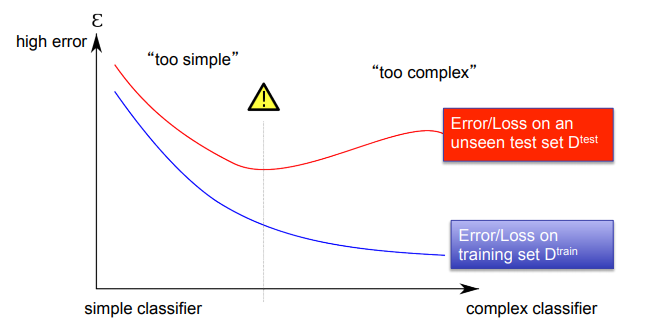 ε
high error
“too simple”
“too complex”
!
Error/Loss on an
unseen test set Dtest
Error/Loss on
training set Dtrain
simple classifier
complex classifier